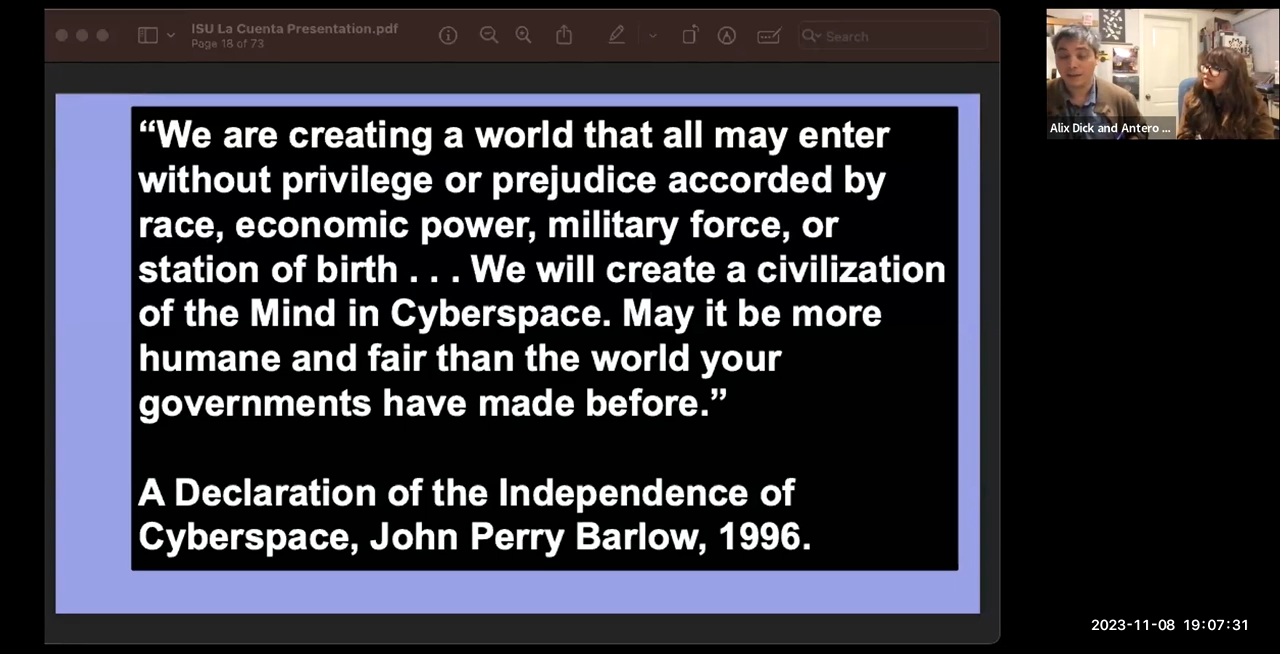 ISU La Cuenta Presentation.pdf
Page 18 of 73
Search
“We are creating a world that all may enter
without privilege or prejudice accorded by
race, economic power, military force, or
station of birth . . . We will create a civilization
of the Mind in Cyberspace. May it be more
humane and fair than the world your
governments have made before.”
A Declaration of the Independence of
Cyberspace, John Perry Barlow, 1996.
Alix Dick and Antero ...
2023-11-08 19:07:31